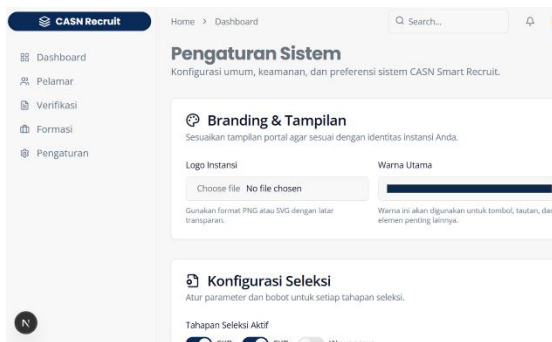 CASN Recruit
Home > Dashboard
Search...
Dashboard
Pelamar
Verifikasi
Formasi
Pengaturan
Pengaturan Sistem
Konfigurasi umum, keamanan, dan preferensi sistem CASN Smart Recruit.
Branding & Tampilan
Sesuaikan tampilan portal agar sesuai dengan identitas instansi Anda.
Logo Instansi
Choose file No file chosen
Gunakan format PNG atau SVG dengan latar
transparan.
Warna Utama
Warna ini akan digunakan untuk tombol, tautan, dan
elemen penting lainnya.
Konfigurasi Seleksi
Atur parameter dan bobot untuk setiap tahapan seleksi.
Tahapan Seleksi Aktif
N